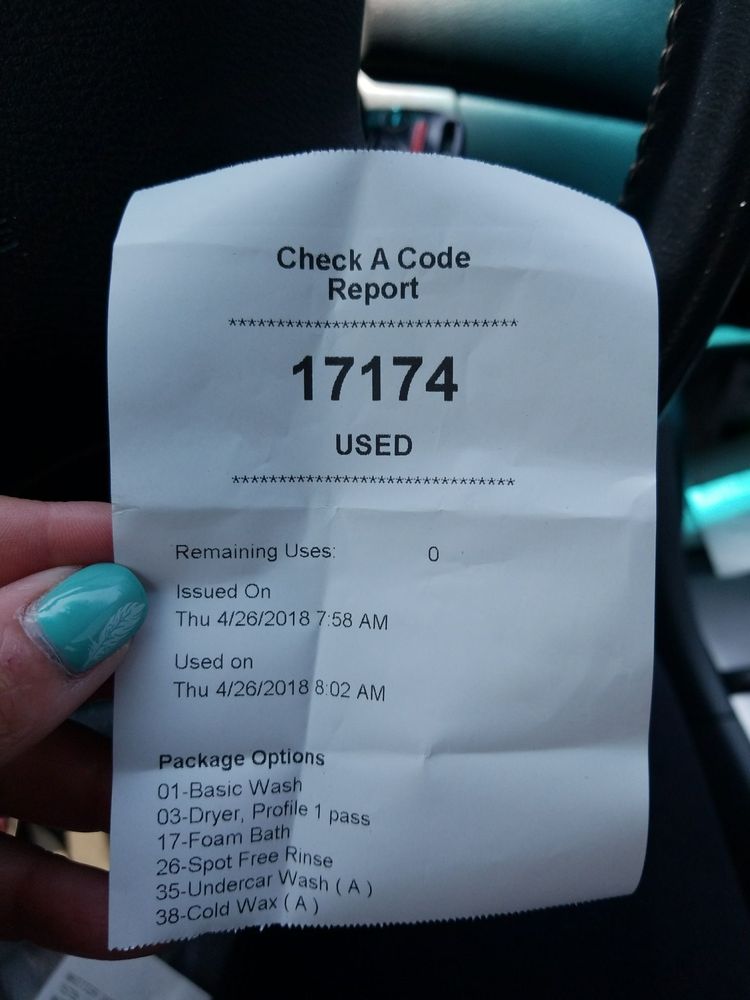 Check A Code
Report
*****************************
17174
USED
*****************************
Remaining Uses: 0
Issued On
Thu 4/26/2018 7:58 AM
Used on
Thu 4/26/2018 8:02 AM
Package Options
01-Basic Wash
03-Dryer, Profile 1 pass
17-Foam Bath
26-Spot Free Rinse
35-Undercar Wash ( A )
38-Cold Wax ( A )